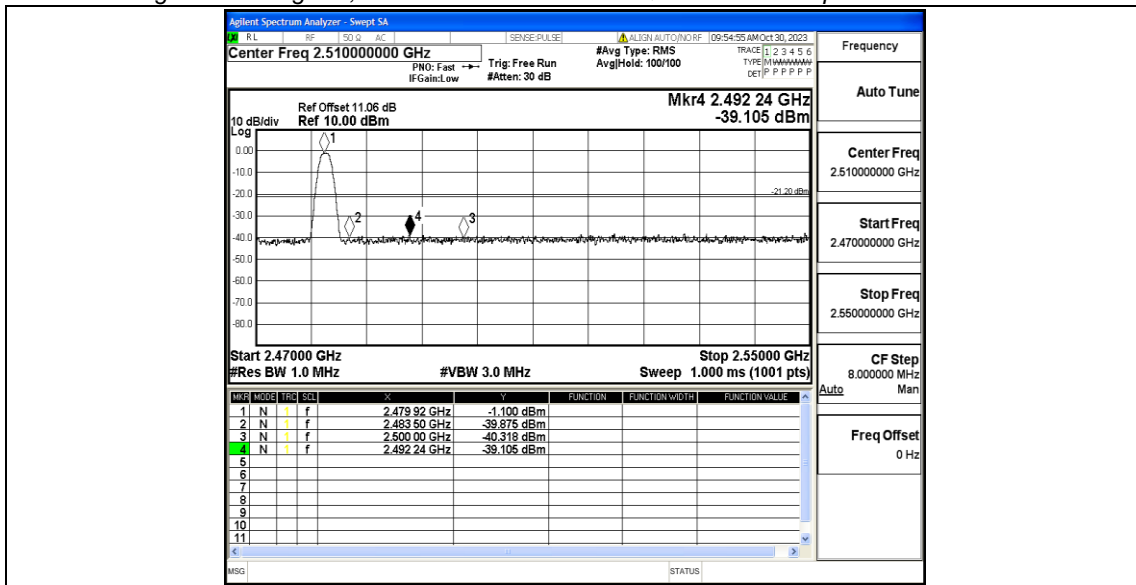 Agilent Spectrum Analyzer - Swept SA
RL RF 50 Ω AC SENSE:PULSE ALIGN AUTO/NO RF 09:54:55 AM Oct 30, 2023
Center Freq 2.510000000 GHz
PNO: Fast
IFGain:Low
Trig: Free Run
#Atten: 30 dB
#Avg Type: RMS
Avg|Hold: 100/100
TRACE 1 2 3 4 5 6
TYPE M
DET P P P P P P
Mkr4 2.492 24 GHz
-39.105 dBm
Ref Offset 11.06 dB
10 dB/div Ref 10.00 dBm
Log
0.00
-10.0
-20.0
-30.0
-40.0
-50.0
-60.0
-70.0
-80.0
1
2
4
3
-21.20 dBm
Start 2.47000 GHz Stop 2.55000 GHz
#Res BW 1.0 MHz #VBW 3.0 MHz Sweep 1.000 ms (1001 pts)
MKR MODE TRC SCL X Y FUNCTION FUNCTION WIDTH FUNCTION VALUE
1 N 1 f 2.479 92 GHz -1.100 dBm
2 N 1 f 2.483 50 GHz -39.875 dBm
3 N 1 f 2.500 00 GHz -40.318 dBm
4 N 1 f 2.492 24 GHz -39.105 dBm
5
6
7
8
9
10
11
MSG STATUS
Frequency
Auto Tune
Center Freq
2.510000000 GHz
Start Freq
2.470000000 GHz
Stop Freq
2.550000000 GHz
CF Step
8.000000 MHz
Auto Man
Freq Offset
0 Hz